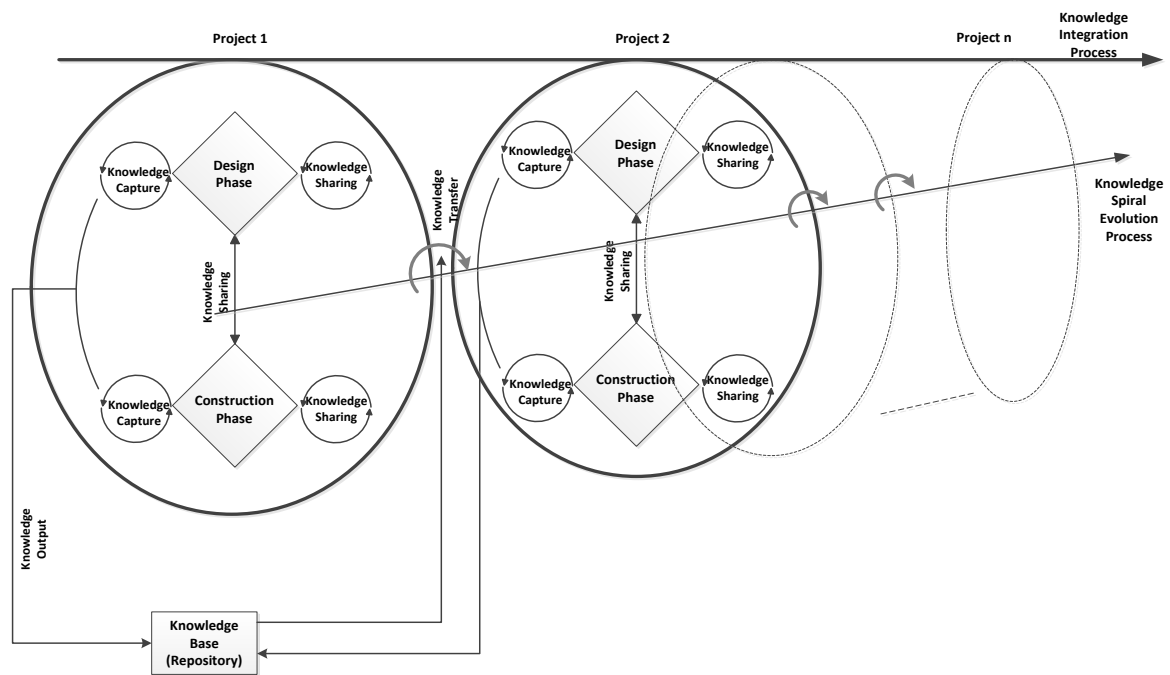 Project 1
Project 2
Project n
Knowledge
Integration
Process
Knowledge
Capture
Design
Phase
Knowledge
Sharing
Knowledge
Transfer
Knowledge
Capture
Design
Phase
Knowledge
Sharing
Knowledge
Spiral
Evolution
Process
Knowledge
Sharing
Knowledge
Sharing
Knowledge
Capture
Construction
Phase
Knowledge
Sharing
Knowledge
Capture
Construction
Phase
Knowledge
Sharing
Knowledge
Output
Knowledge
Base
(Repository)